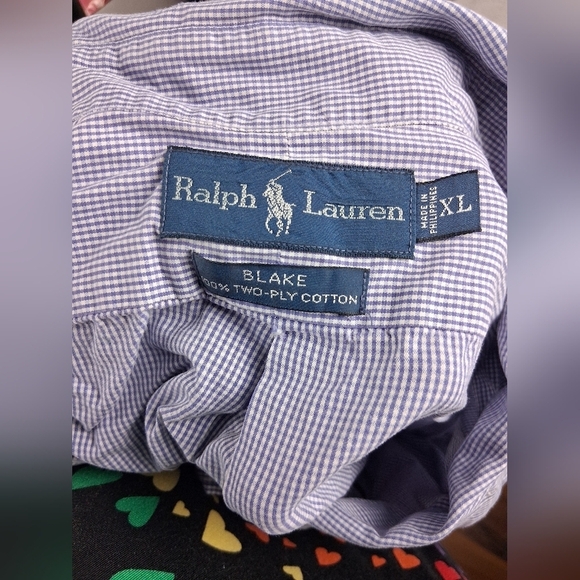 Ralph Lauren
MADE IN
PHILIPPINES
XL
BLAKE
100% TWO-PLY COTTON